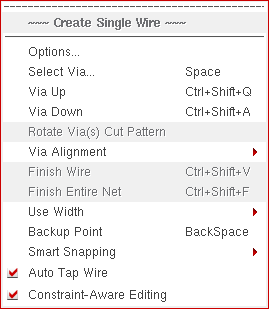 ~~~ Create Single Wire ~~~
Options...
Select Via... Space
Via Up Ctrl+Shift+Q
Via Down Ctrl+Shift+A
Rotate Via(s) Cut Pattern
Via Alignment
Finish Wire Ctrl+Shift+V
Finish Entire Net Ctrl+Shift+F
Use Width
Backup Point BackSpace
Smart Snapping
Auto Tap Wire
Constraint-Aware Editing